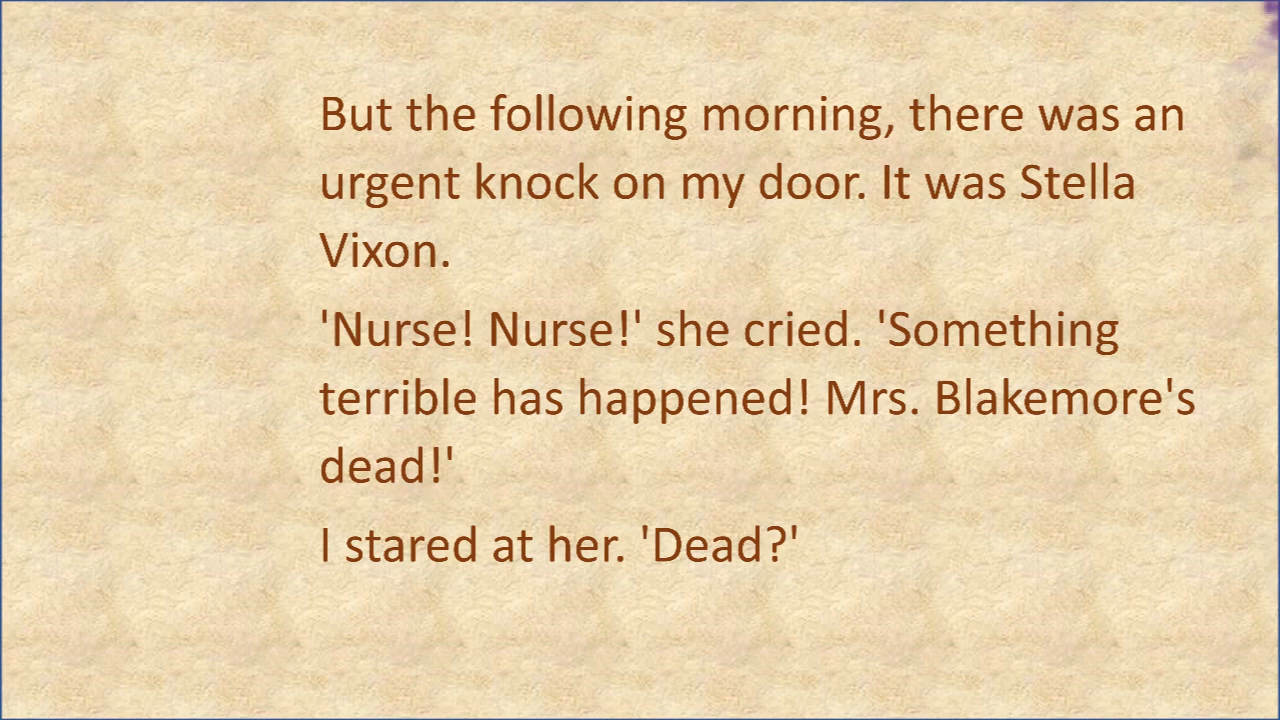 But the following morning, there was an
urgent knock on my door. It was Stella
Vixon.
'Nurse! Nurse!' she cried. 'Something
terrible has happened! Mrs. Blakemore's
dead!'
I stared at her. 'Dead?'